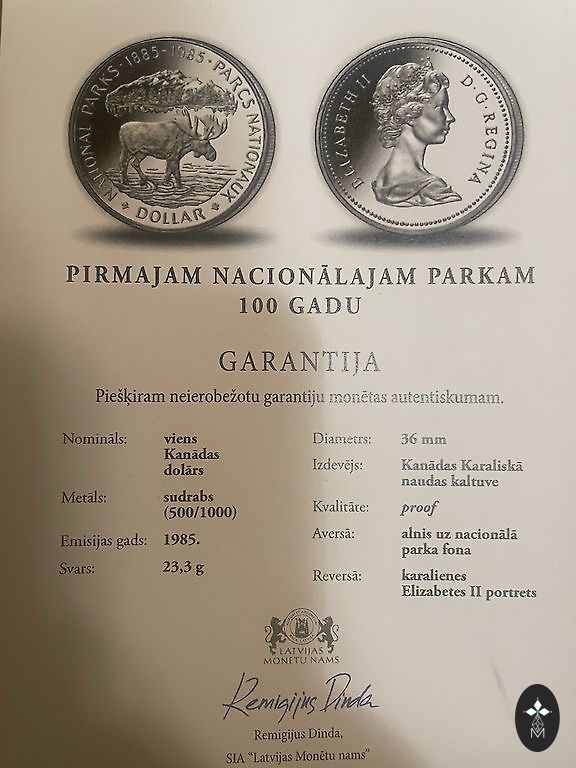 NATIONAL PARKS · 1885-1985 · PARCS NATIONAUX
DOLLAR
ELIZABETH II D·G·REGINA
PIRMAJAM NACIONĀLAJAM PARKAM
100 GADU
GARANTIJA
Piešķiram neierobežotu garantiju monētas autentiskumam.
Nomināls: viens
Kanādas
dolārs
Metāls: sudrabs
(500/1000)
Emisijas gads: 1985.
Svars: 23,3 g
Diametrs: 36 mm
Izdevējs: Kanādas Karaliskā
naudas kaltuve
Kvalitāte: proof
Aversā: alnis uz nacionālā
parka fona
Reversā: karalienes
Elizabetes II portrets
LATVIJAS
MONĒTU NAMS
Remigijus Dinda
Remigijus Dinda,
SIA “Latvijas Monētu nams”
M